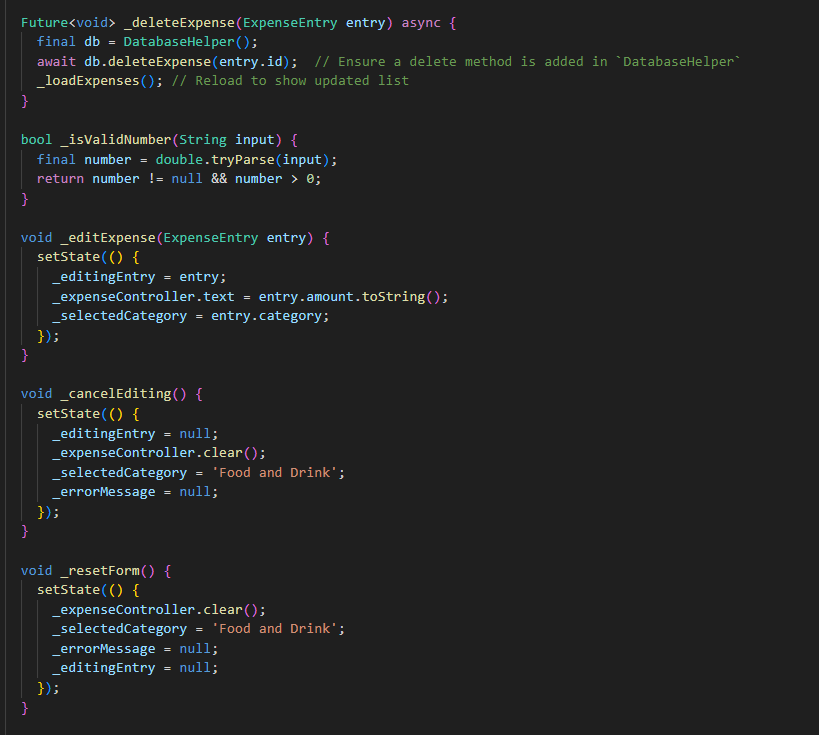 Future<void> _deleteExpense(ExpenseEntry entry) async {
  final db = DatabaseHelper();
  await db.deleteExpense(entry.id);  // Ensure a delete method is added in `DatabaseHelper`
  _loadExpenses(); // Reload to show updated list
}

bool _isValidNumber(String input) {
  final number = double.tryParse(input);
  return number != null && number > 0;
}

void _editExpense(ExpenseEntry entry) {
  setState(() {
    _editingEntry = entry;
    _expenseController.text = entry.amount.toString();
    _selectedCategory = entry.category;
  });
}

void _cancelEditing() {
  setState(() {
    _editingEntry = null;
    _expenseController.clear();
    _selectedCategory = 'Food and Drink';
    _errorMessage = null;
  });
}

void _resetForm() {
  setState(() {
    _expenseController.clear();
    _selectedCategory = 'Food and Drink';
    _errorMessage = null;
    _editingEntry = null;
  });
}